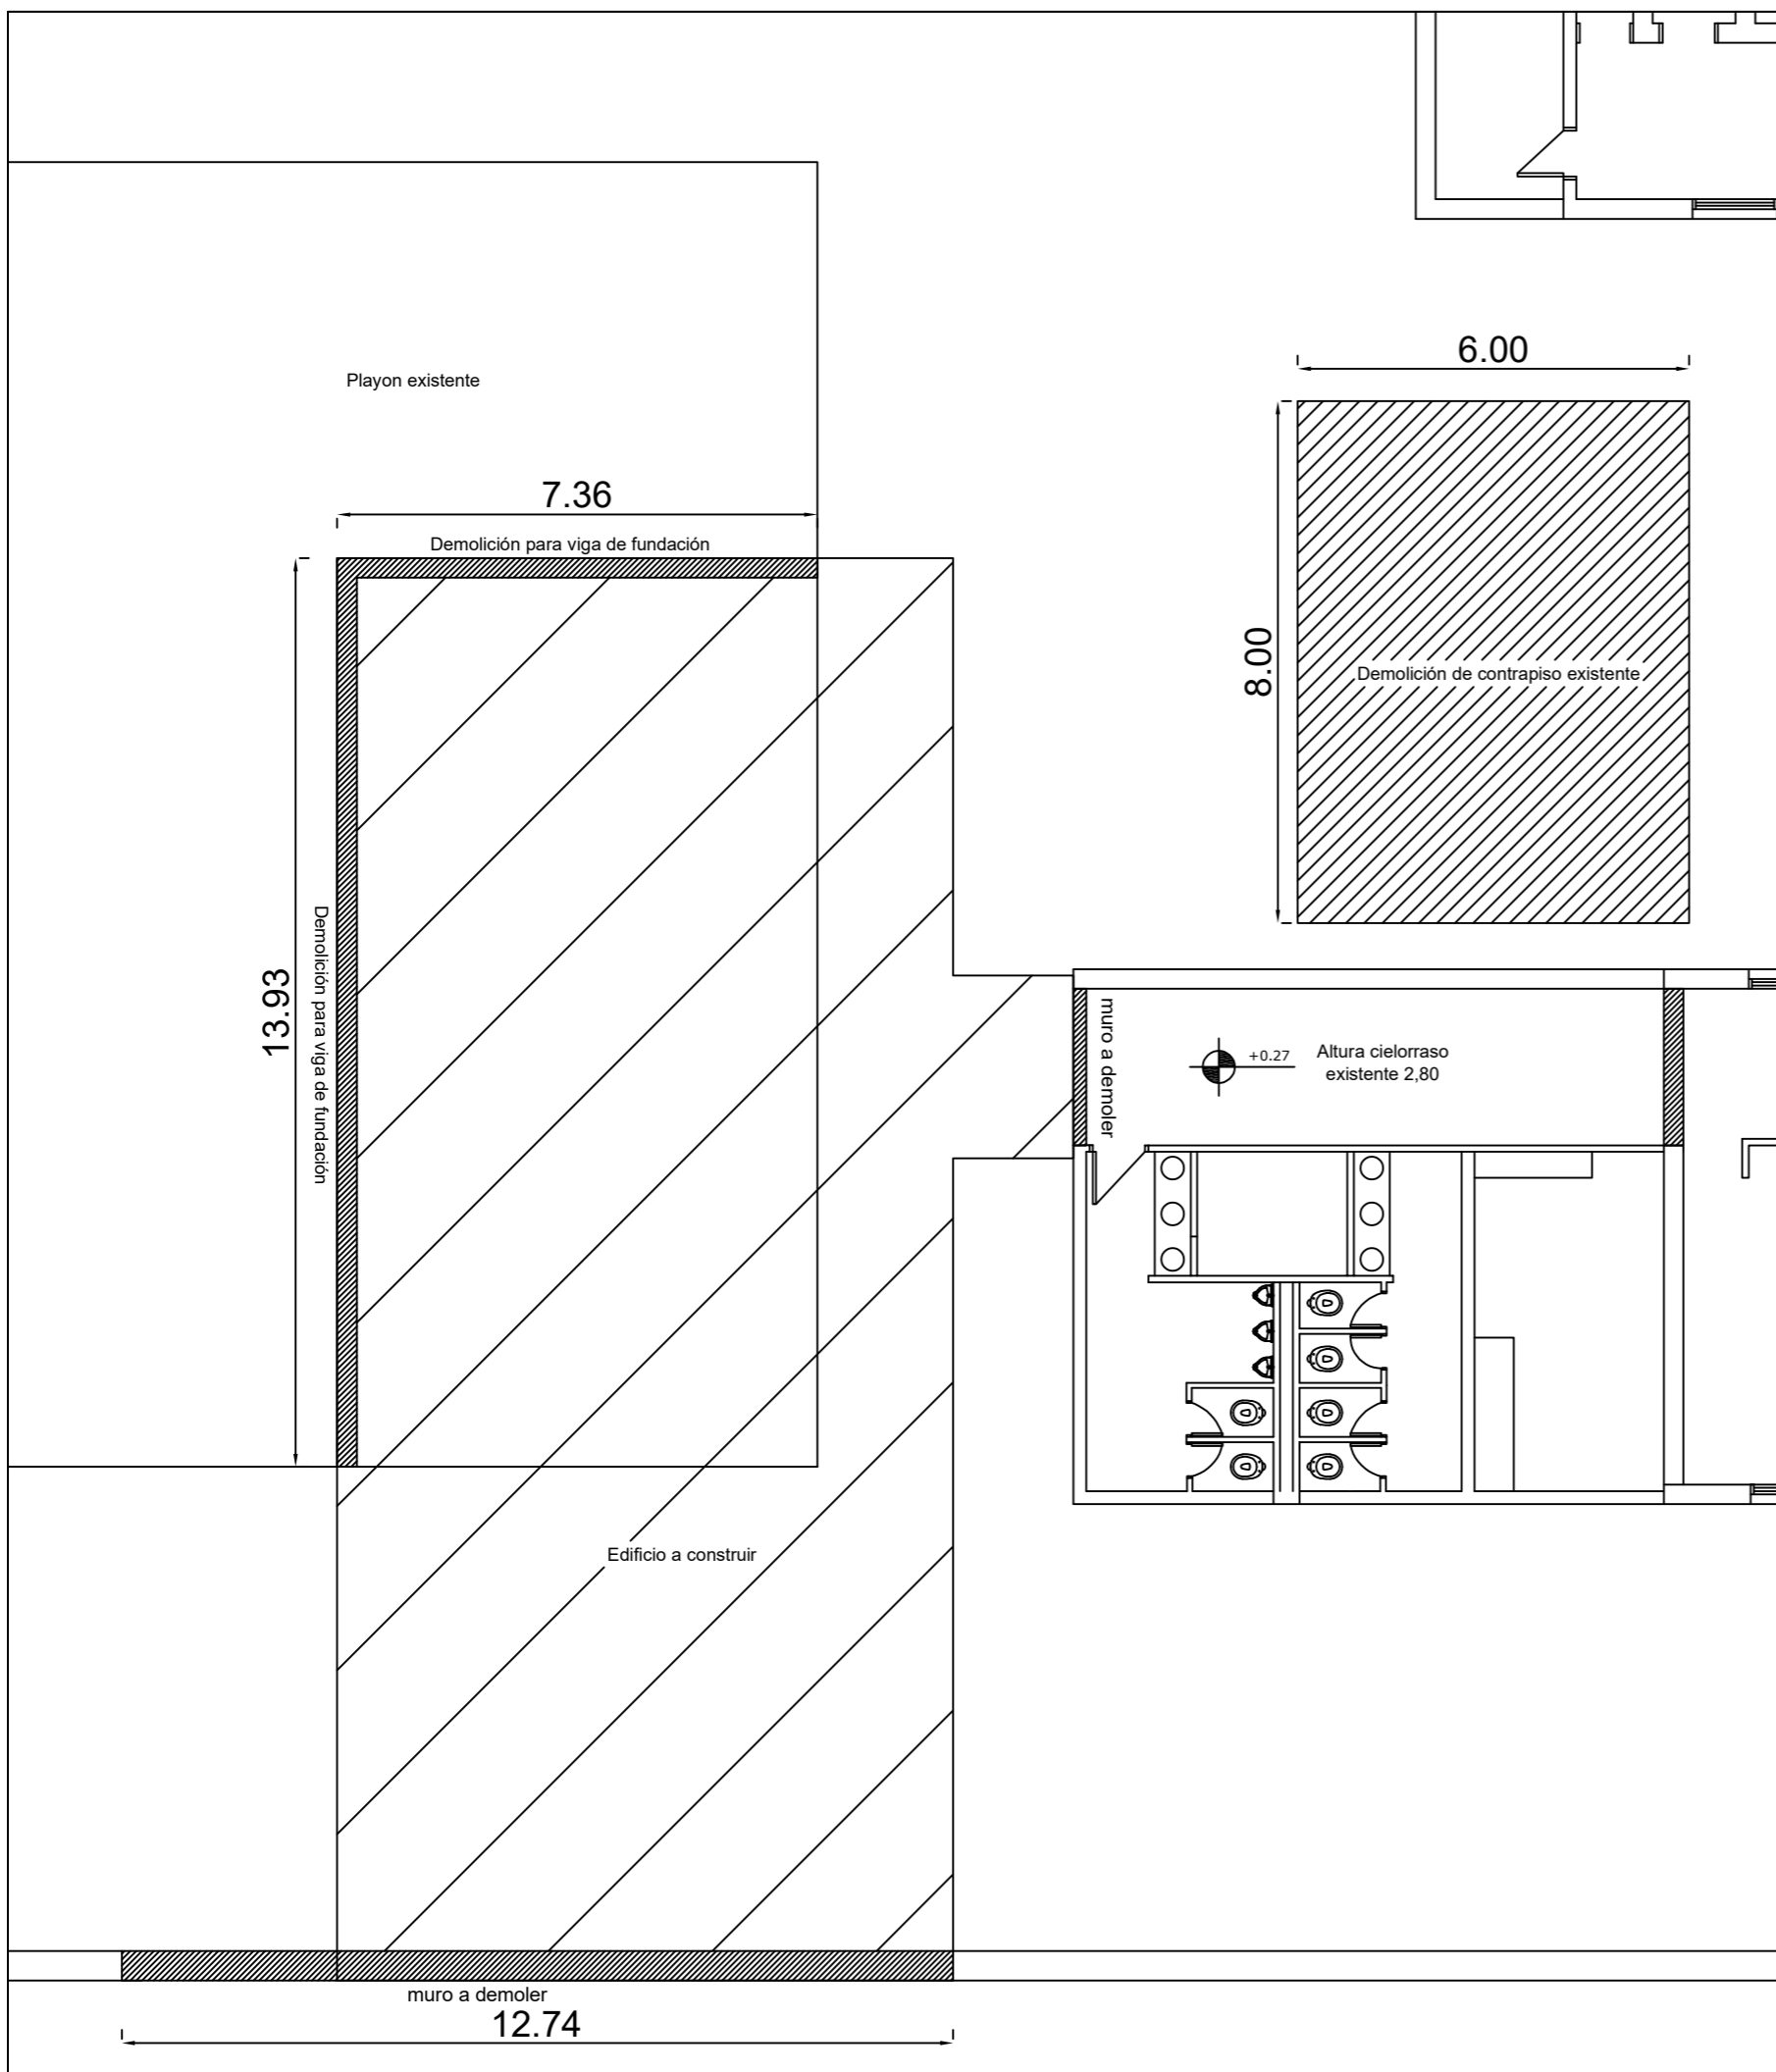 6.00
Playon existente
7.36
Demolición para viga de fundación
8.00
Demolición de contrapiso existente
13.93
Demolición para viga de fundación
muro a demoler
+0.27
Altura cielorraso
existente 2,80
Edificio a construir
muro a demoler
12.74